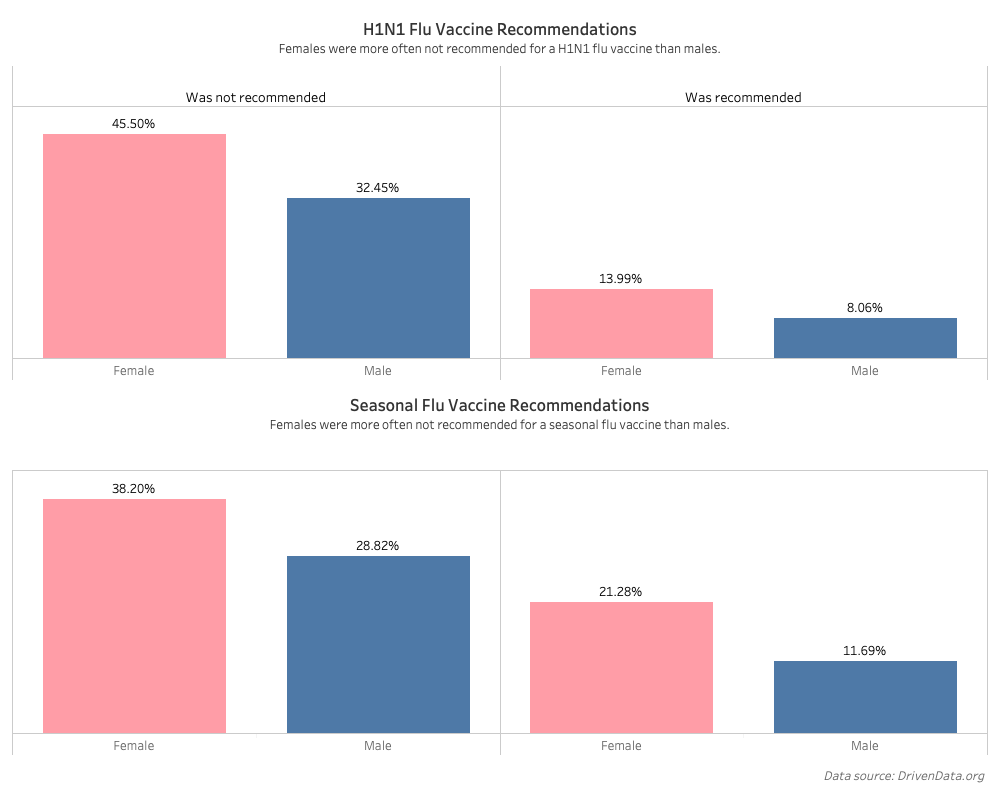 H1N1 Flu Vaccine Recommendations
Females were more often not recommended for a H1N1 flu vaccine than males.
Was not recommended
Was recommended
45.50%
32.45%
13.99%
8.06%
Female
Male
Female
Male
Seasonal Flu Vaccine Recommendations
Females were more often not recommended for a seasonal flu vaccine than males.
38.20%
28.82%
21.28%
11.69%
Female
Male
Female
Male
Data source: DrivenData.org